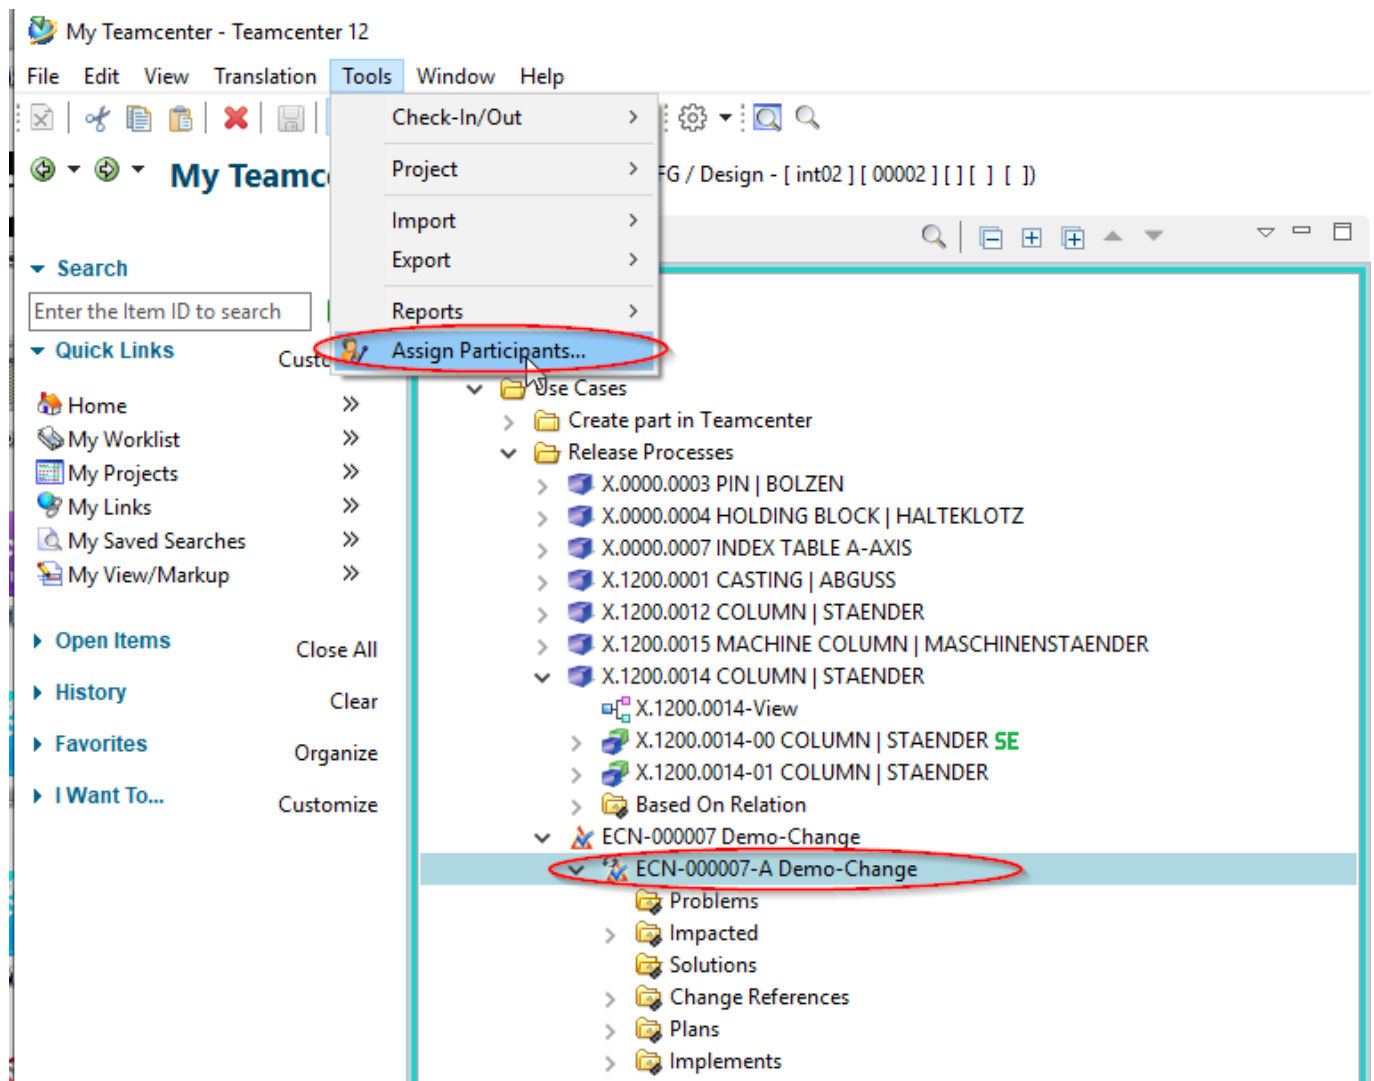 My Teamcenter - Teamcenter 12
File Edit View Translation Tools Window Help
Check-In/Out
Project
Import
Export
Reports
Assign Participants...
My Teamc
FG / Design - [ int02 ] [ 00002 ] [ ] [ ] [ ])
Search
Enter the Item ID to search
Quick Links
Home
My Worklist
My Projects
My Links
My Saved Searches
My View/Markup
Open Items Close All
History Clear
Favorites Organize
I Want To... Customize
Use Cases
Create part in Teamcenter
Release Processes
X.0000.0003 PIN | BOLZEN
X.0000.0004 HOLDING BLOCK | HALTEKLOTZ
X.0000.0007 INDEX TABLE A-AXIS
X.1200.0001 CASTING | ABGUSS
X.1200.0012 COLUMN | STAENDER
X.1200.0015 MACHINE COLUMN | MASCHINENSTAENDER
X.1200.0014 COLUMN | STAENDER
X.1200.0014-View
X.1200.0014-00 COLUMN | STAENDER SE
X.1200.0014-01 COLUMN | STAENDER
Based On Relation
ECN-000007 Demo-Change
ECN-000007-A Demo-Change
Problems
Impacted
Solutions
Change References
Plans
Implements